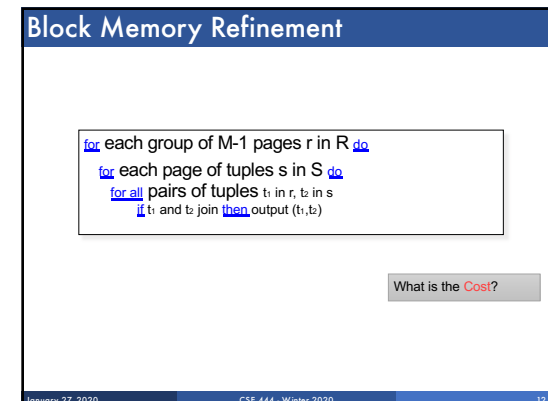 Block Memory Refinement
for each group of M-1 pages r in R do
for each page of tuples s in S do
for all pairs of tuples t₁ in r, t₂ in s
if t₁ and t₂ join then output (t₁,t₂)
What is the Cost?
January 27, 2020 CSE 444 - Winter 2020 12